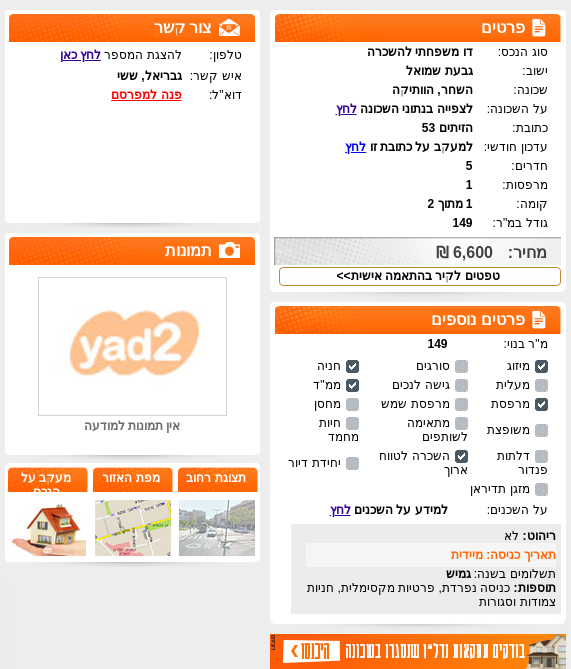 פרטים
סוג הנכס: דו משפחתי להשכרה
ישוב: גבעת שמואל
שכונה: השחר, הוותיקה
על השכונה: לצפייה בנתוני השכונה לחץ
כתובת: הזיתים 53
עדכון חודשי: למעקב על כתובת זו לחץ
חדרים: 5
מרפסות: 1
קומה: 1 מתוך 2
גודל במ"ר: 149
מחיר: 6,600 ₪
טפטים לקיר בהתאמה אישית>>
פרטים נוספים
מ"ר בנוי: 149
מיזוג סורגים חניה
מעלית גישה לנכים ממ"ד
מרפסת מרפסת שמש מחסן
משופצת מתאימה לשותפים חיות מחמד
דלתות פנדור השכרה לטווח ארוך יחידת דיור
מזגן תדיראן
על השכנים: למידע על השכנים לחץ
ריהוט: לא
תאריך כניסה: מיידית
תשלומים בשנה: גמיש
תוספות: כניסה נפרדת, פרטיות מקסימלית, חניות
צמודות וסגורות
בודקים עסקאות נדל"ן שנסגרו בשכונה
היכנסו
צור קשר
טלפון: להצגת המספר לחץ כאן
איש קשר: גבריאל, ששי
דוא"ל: פנה למפרסם
תמונות
yad2
אין תמונות למודעה
תצוגת רחוב
מפת האזור
מעקב על
הנכס